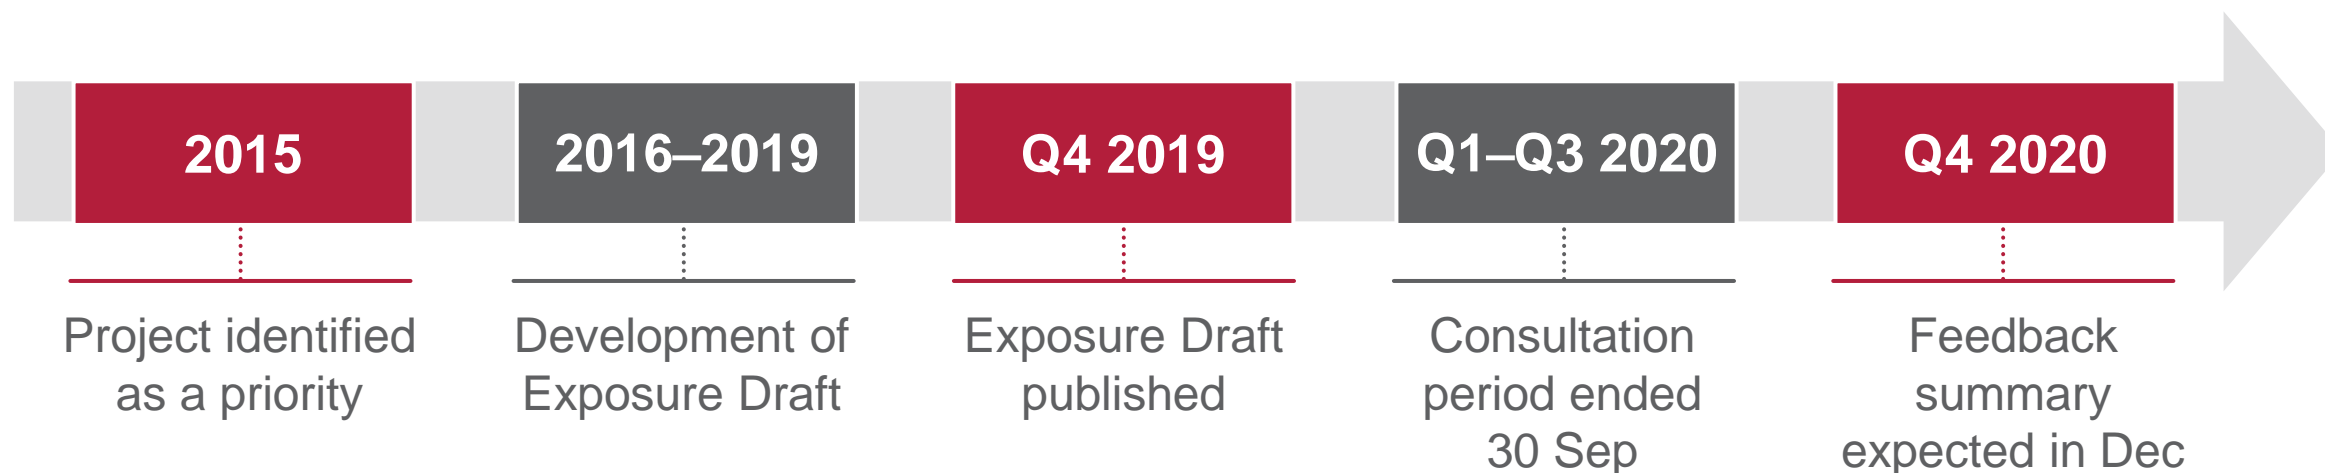 2015
Project identified
as a priority
2016–2019
Development of
Exposure Draft
Q4 2019
Exposure Draft
published
Q1–Q3 2020
Consultation
period ended
30 Sep
Q4 2020
Feedback
summary
expected in Dec